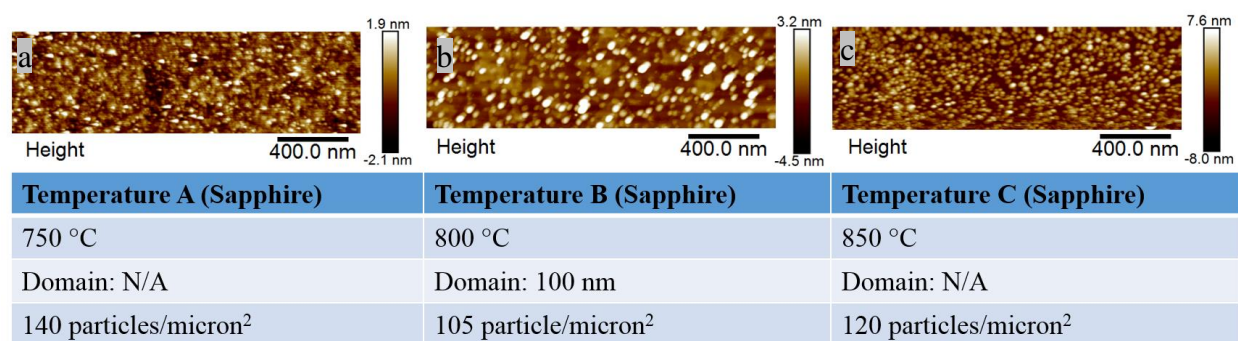 a
1.9 nm
-2.1 nm
Height
400.0 nm
b
3.2 nm
-4.5 nm
Height
400.0 nm
c
7.6 nm
-8.0 nm
Height
400.0 nm
Temperature A (Sapphire) Temperature B (Sapphire) Temperature C (Sapphire)
750 °C 800 °C 850 °C
Domain: N/A Domain: 100 nm Domain: N/A
140 particles/micron² 105 particle/micron² 120 particles/micron²